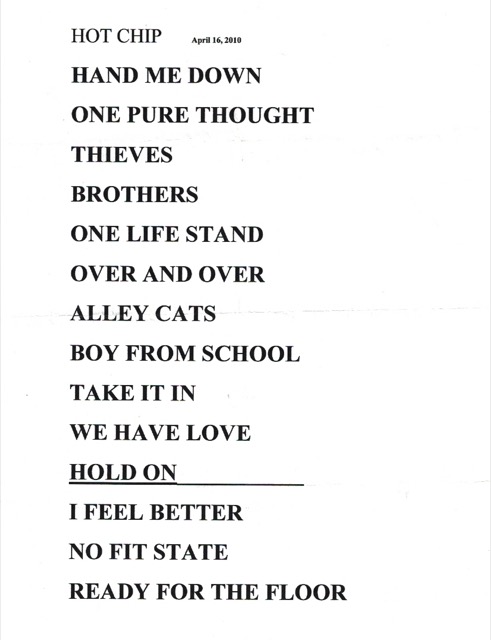 HOT CHIP April 16, 2010
HAND ME DOWN
ONE PURE THOUGHT
THIEVES
BROTHERS
ONE LIFE STAND
OVER AND OVER
ALLEY CATS
BOY FROM SCHOOL
TAKE IT IN
WE HAVE LOVE
HOLD ON
I FEEL BETTER
NO FIT STATE
READY FOR THE FLOOR